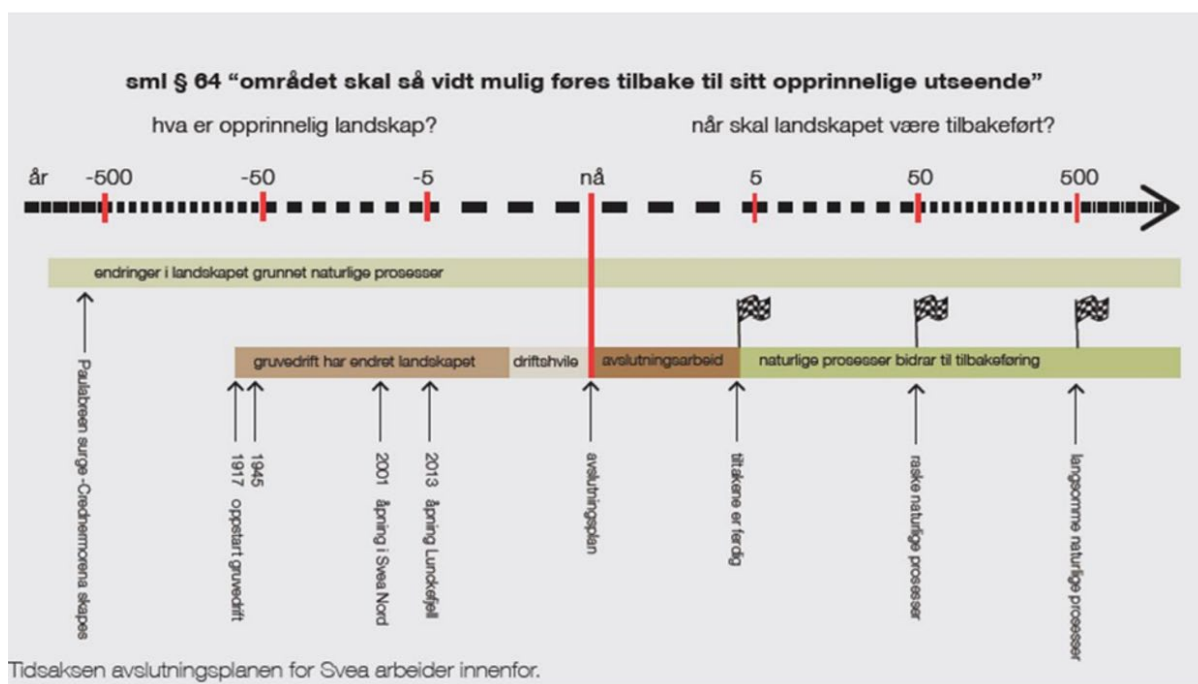 sml § 64 “området skal så vidt mulig føres tilbake til sitt opprinnelige utseende”
hva er opprinnelig landskap?
når skal landskapet være tilbakeført?
år -500 -50 -5 nå 5 50 500
endringer i landskapet grunnet naturlige prosesser
gruvedrift har endret landskapet
driftshvile
avslutningsarbeid
naturlige prosesser bidrar til tilbakeføring
Paulabreen surge -Crednermorena skapes
1917 oppstart gruvedrift
1945
2001 åpning i Svea Nord
2013 åpning Lunckefjell
avslutningsplan
tiltakene er ferdig
raske naturlige prosesser
langsomme naturlige prosesser
Tidsaksen avslutningsplanen for Svea arbeider innenfor.